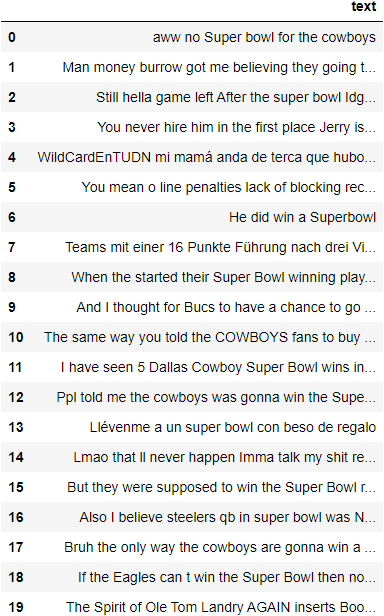 text
0 aww no Super bowl for the cowboys
1 Man money burrow got me believing they going t...
2 Still hella game left After the super bowl Idg...
3 You never hire him in the first place Jerry is...
4 WildCardEnTUDN mi mamá anda de terca que hubo...
5 You mean o line penalties lack of blocking rec...
6 He did win a Superbowl
7 Teams mit einer 16 Punkte Führung nach drei Vi...
8 When the started their Super Bowl winning play...
9 And I thought for Bucs to have a chance to go ...
10 The same way you told the COWBOYS fans to buy ...
11 I have seen 5 Dallas Cowboy Super Bowl wins in...
12 Ppl told me the cowboys was gonna win the Supe...
13 Llévenme a un super bowl con beso de regalo
14 Lmao that ll never happen Imma talk my shit re...
15 But they were supposed to win the Super Bowl r...
16 Also I believe steelers qb in super bowl was N...
17 Bruh the only way the cowboys are gonna win a ...
18 If the Eagles can t win the Super Bowl then no...
19 The Spirit of Ole Tom Landry AGAIN inserts Boo...